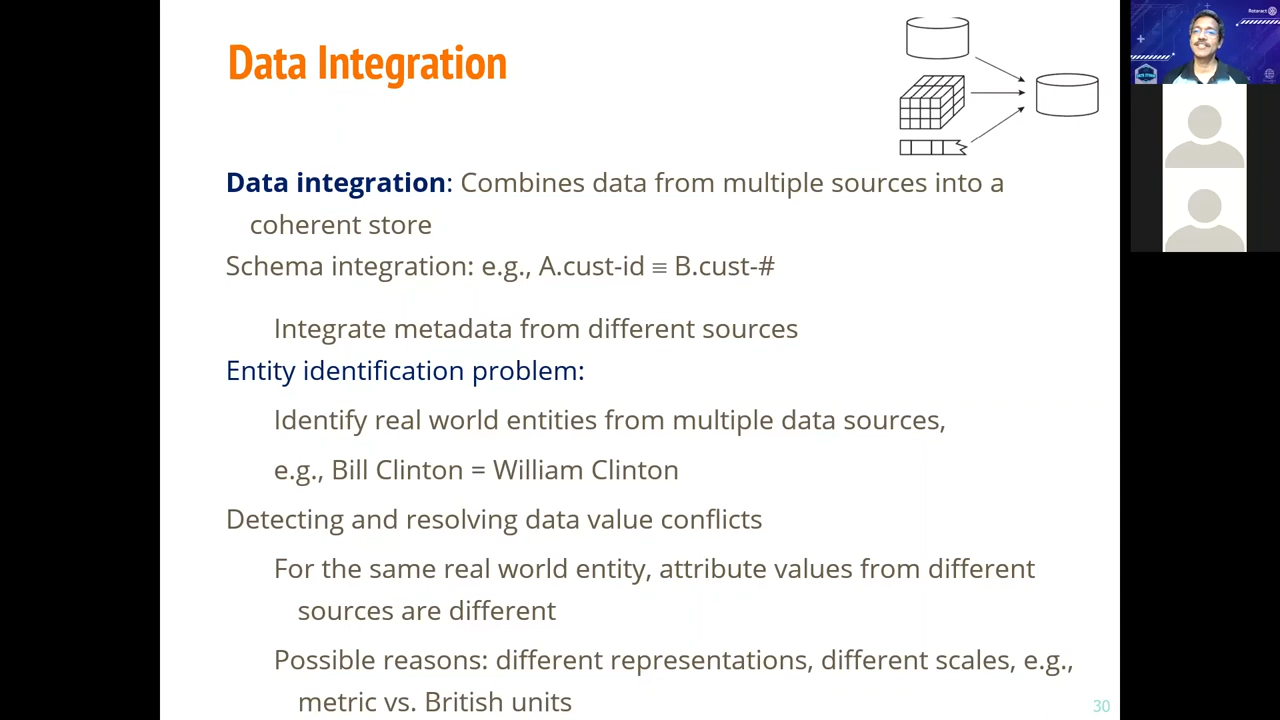 Data Integration
Rotaract
Data integration: Combines data from multiple sources into a
coherent store
Schema integration: e.g., A.cust-id ≡ B.cust-#
Integrate metadata from different sources
Entity identification problem:
Identify real world entities from multiple data sources,
e.g., Bill Clinton = William Clinton
Detecting and resolving data value conflicts
For the same real world entity, attribute values from different
sources are different
Possible reasons: different representations, different scales, e.g.,
metric vs. British units
30